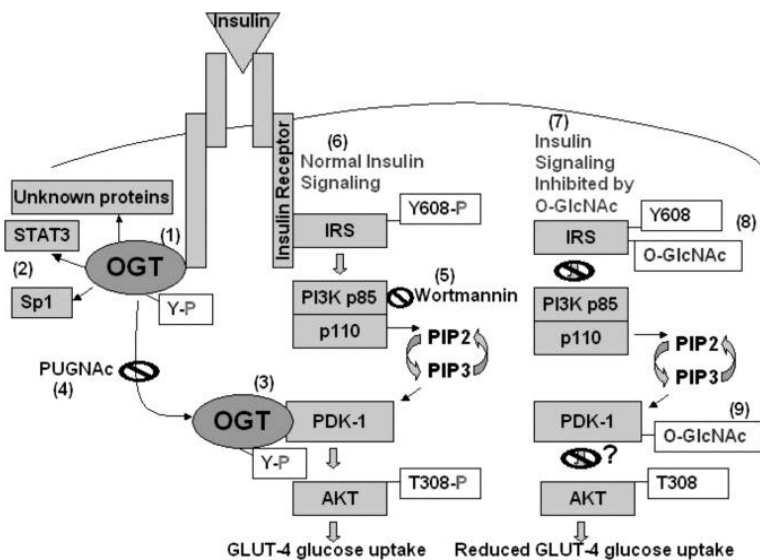 Insulin
Insulin Receptor
(6)
Normal Insulin
Signaling
(7)
Insulin
Signaling
Inhibited by
O-GlcNAc
Unknown proteins
STAT3
(1)
OGT
(2)
Sp1
Y-P
Y608-P
IRS
(5)
PI3K p85
Wortmannin
p110
PIP2
PIP3
PUGNAc
(4)
(3)
OGT
PDK-1
Y-P
T308-P
AKT
GLUT-4 glucose uptake
Y608
(8)
IRS
O-GlcNAc
PI3K p85
p110
PIP2
PIP3
(9)
PDK-1
O-GlcNAc
?
T308
AKT
Reduced GLUT-4 glucose uptake